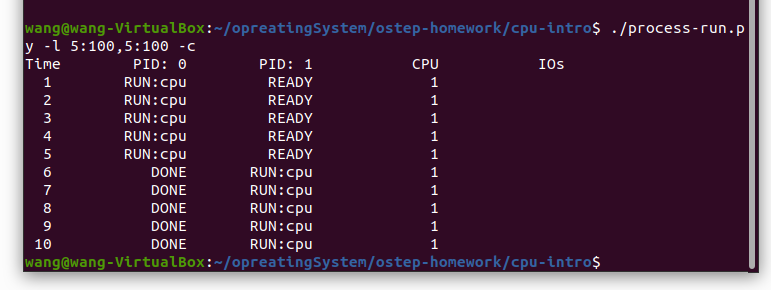 wang@wang-VirtualBox:~/opreatingSystem/ostep-homework/cpu-intro$ ./process-run.p
y -l 5:100,5:100 -c
Time PID: 0 PID: 1 CPU IOs
1 RUN:cpu READY 1
2 RUN:cpu READY 1
3 RUN:cpu READY 1
4 RUN:cpu READY 1
5 RUN:cpu READY 1
6 DONE RUN:cpu 1
7 DONE RUN:cpu 1
8 DONE RUN:cpu 1
9 DONE RUN:cpu 1
10 DONE RUN:cpu 1
wang@wang-VirtualBox:~/opreatingSystem/ostep-homework/cpu-intro$